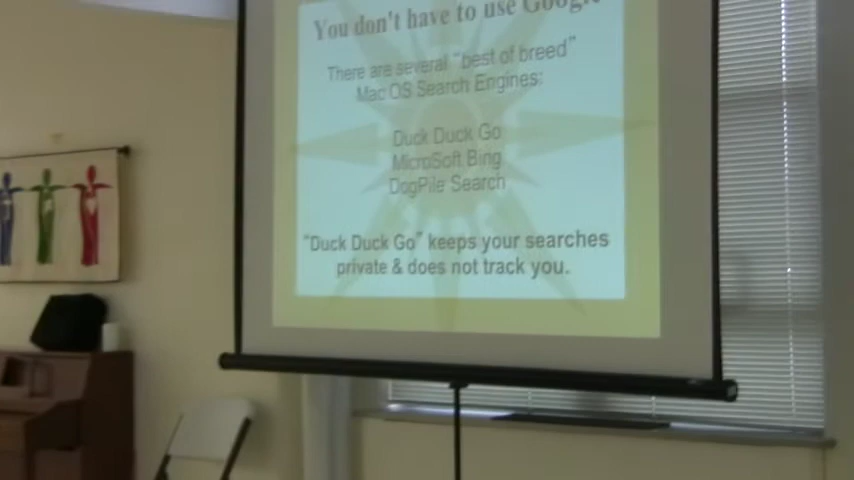 You don't have to use Google
There are several "best of breed"
Mac OS Search Engines:
Duck Duck Go
MicroSoft Bing
DogPile Search
"Duck Duck Go" keeps your searches
private & does not track you.